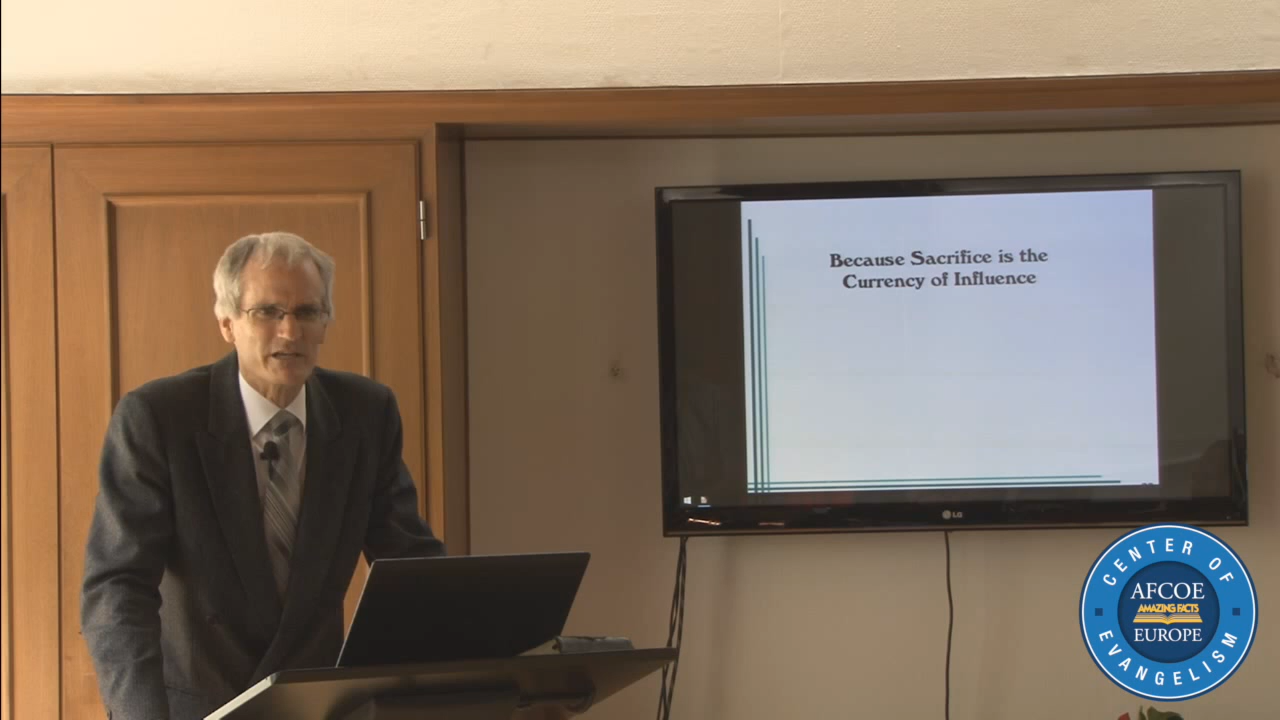 Because Sacrifice is the
Currency of Influence
LG
CENTER OF
AFCOE
AMAZING FACTS
EUROPE
EVANGELISM